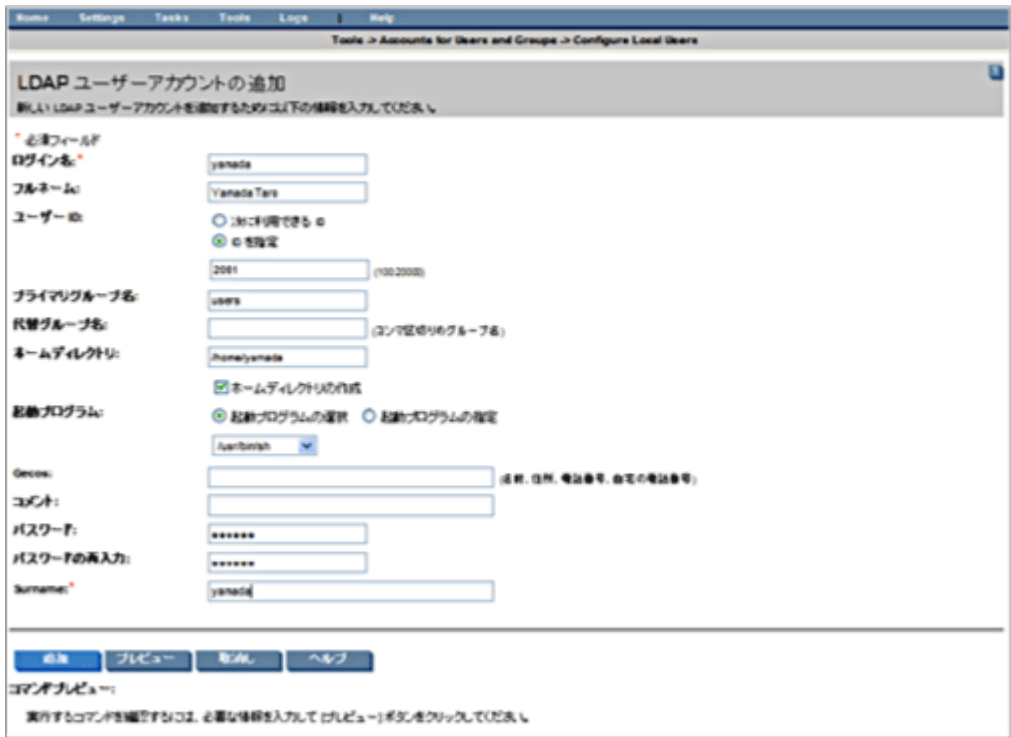 Home Settings Tasks Tools Logs | Help
Tools -> Accounts for Users and Groups -> Configure Local Users
LDAP ユーザーアカウントの追加
新しい LDAP ユーザーアカウントを追加するためには以下の情報を入力してください。
* 必須フィールド
ログイン名:* yamada
フルネーム: Yamada Taro
ユーザー ID: 次に利用できる ID
ID を指定
2001 (100:20000)
プライマリグループ名: users
代替グループ名: (コンマ区切りのグループ名)
ホームディレクトリ: /home/yamada
ホームディレクトリの作成
起動プログラム: 起動プログラムの選択 起動プログラムの指定
/usr/bin/sh
Gecos: (名前、住所、電話番号、自宅の電話番号)
コメント:
パスワード: ●●●●●●
パスワードの再入力: ●●●●●●
Surname:* yamada
追加 プレビュー 取消し ヘルプ
コマンドプレビュー:
実行するコマンドを確認するには、必要な情報を入力して [プレビュー] ボタンをクリックしてください。